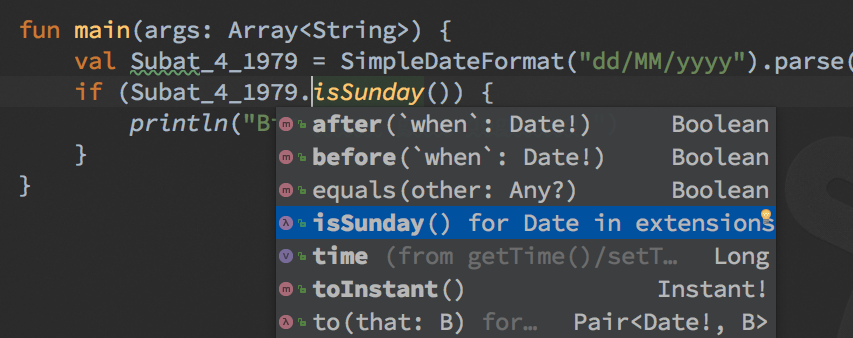 fun main(args: Array<String>) {
val Subat_4_1979 = SimpleDateFormat("dd/MM/yyyy").parse(
if (Subat_4_1979.isSunday()) {
println("B
}
}
after(`when`: Date!) Boolean
before(`when`: Date!) Boolean
equals(other: Any?) Boolean
isSunday() for Date in extensions
time (from getTime()/setT… Long
toInstant() Instant!
to(that: B) for… Pair<Date!, B>